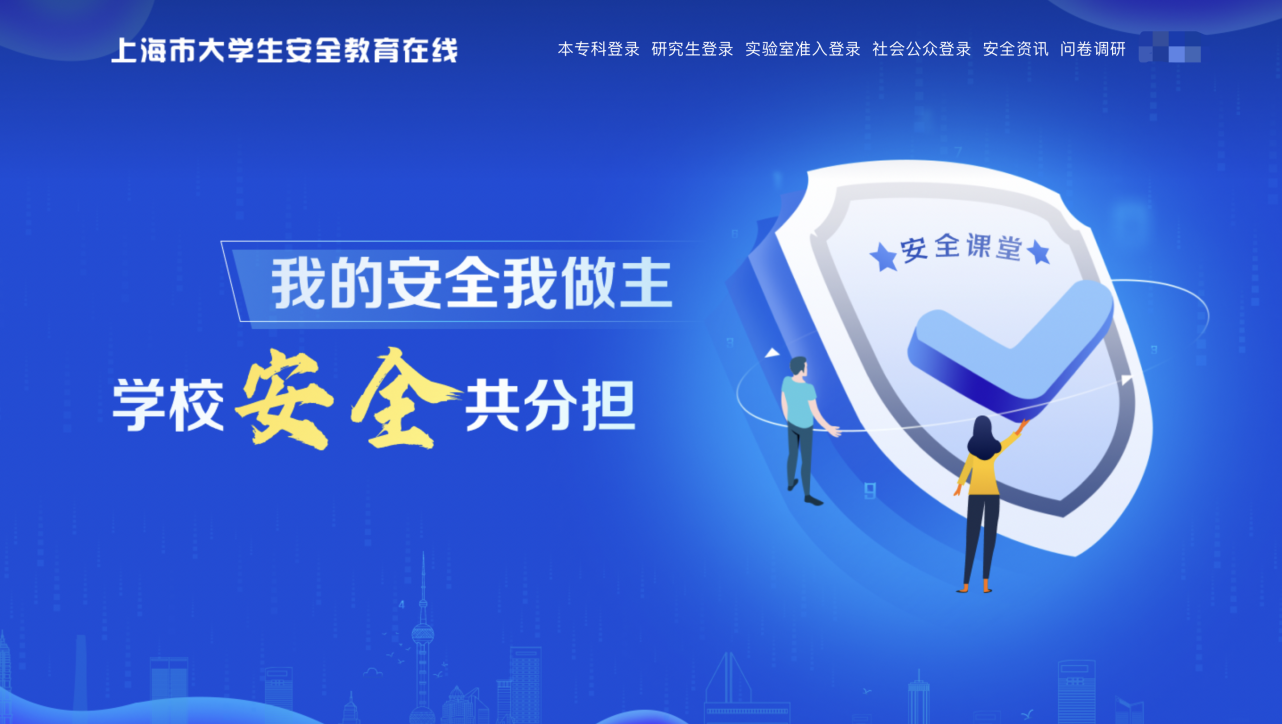 上海市大学生安全教育在线
本专科登录 研究生登录 实验室准入登录 社会公众登录 安全资讯 问卷调研
安全课堂
我的安全我做主
学校安全共分担